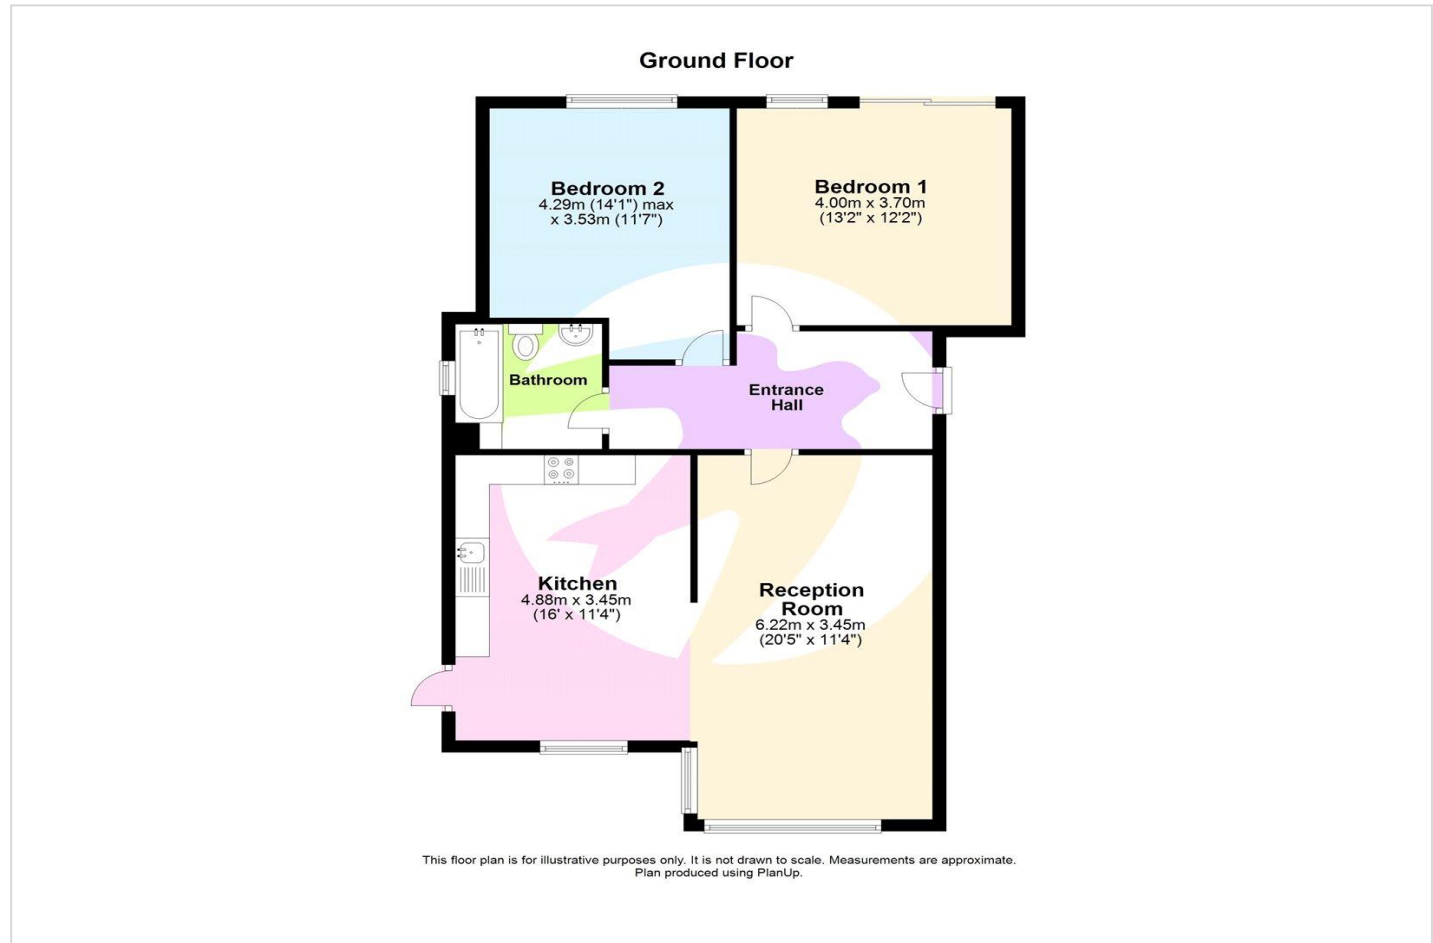 Ground Floor
Bedroom 2
4.29m (14'1") max
x 3.53m (11'7")
Bedroom 1
4.00m x 3.70m
(13'2" x 12'2")
Bathroom
Entrance
Hall
Kitchen
4.88m x 3.45m
(16' x 11'4")
Reception
Room
6.22m x 3.45m
(20'5" x 11'4")
This floor plan is for illustrative purposes only. It is not drawn to scale. Measurements are approximate.
Plan produced using PlanUp.